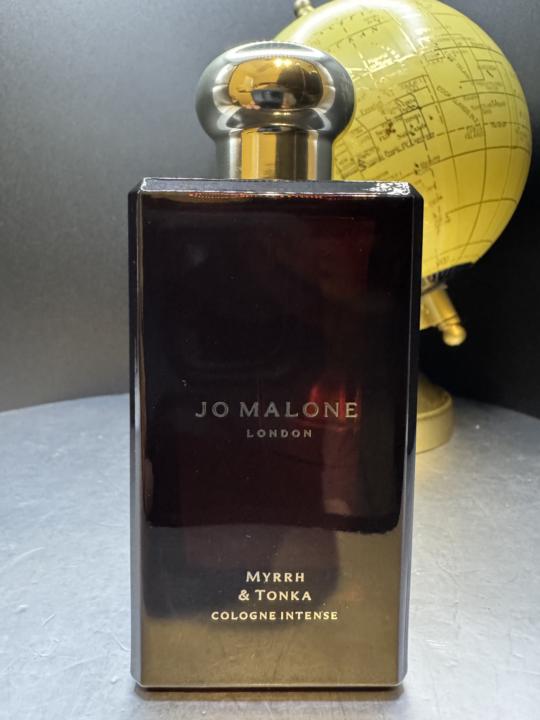 JO MALONE
LONDON
MYRRH
& TONKA
COLOGNE INTENSE